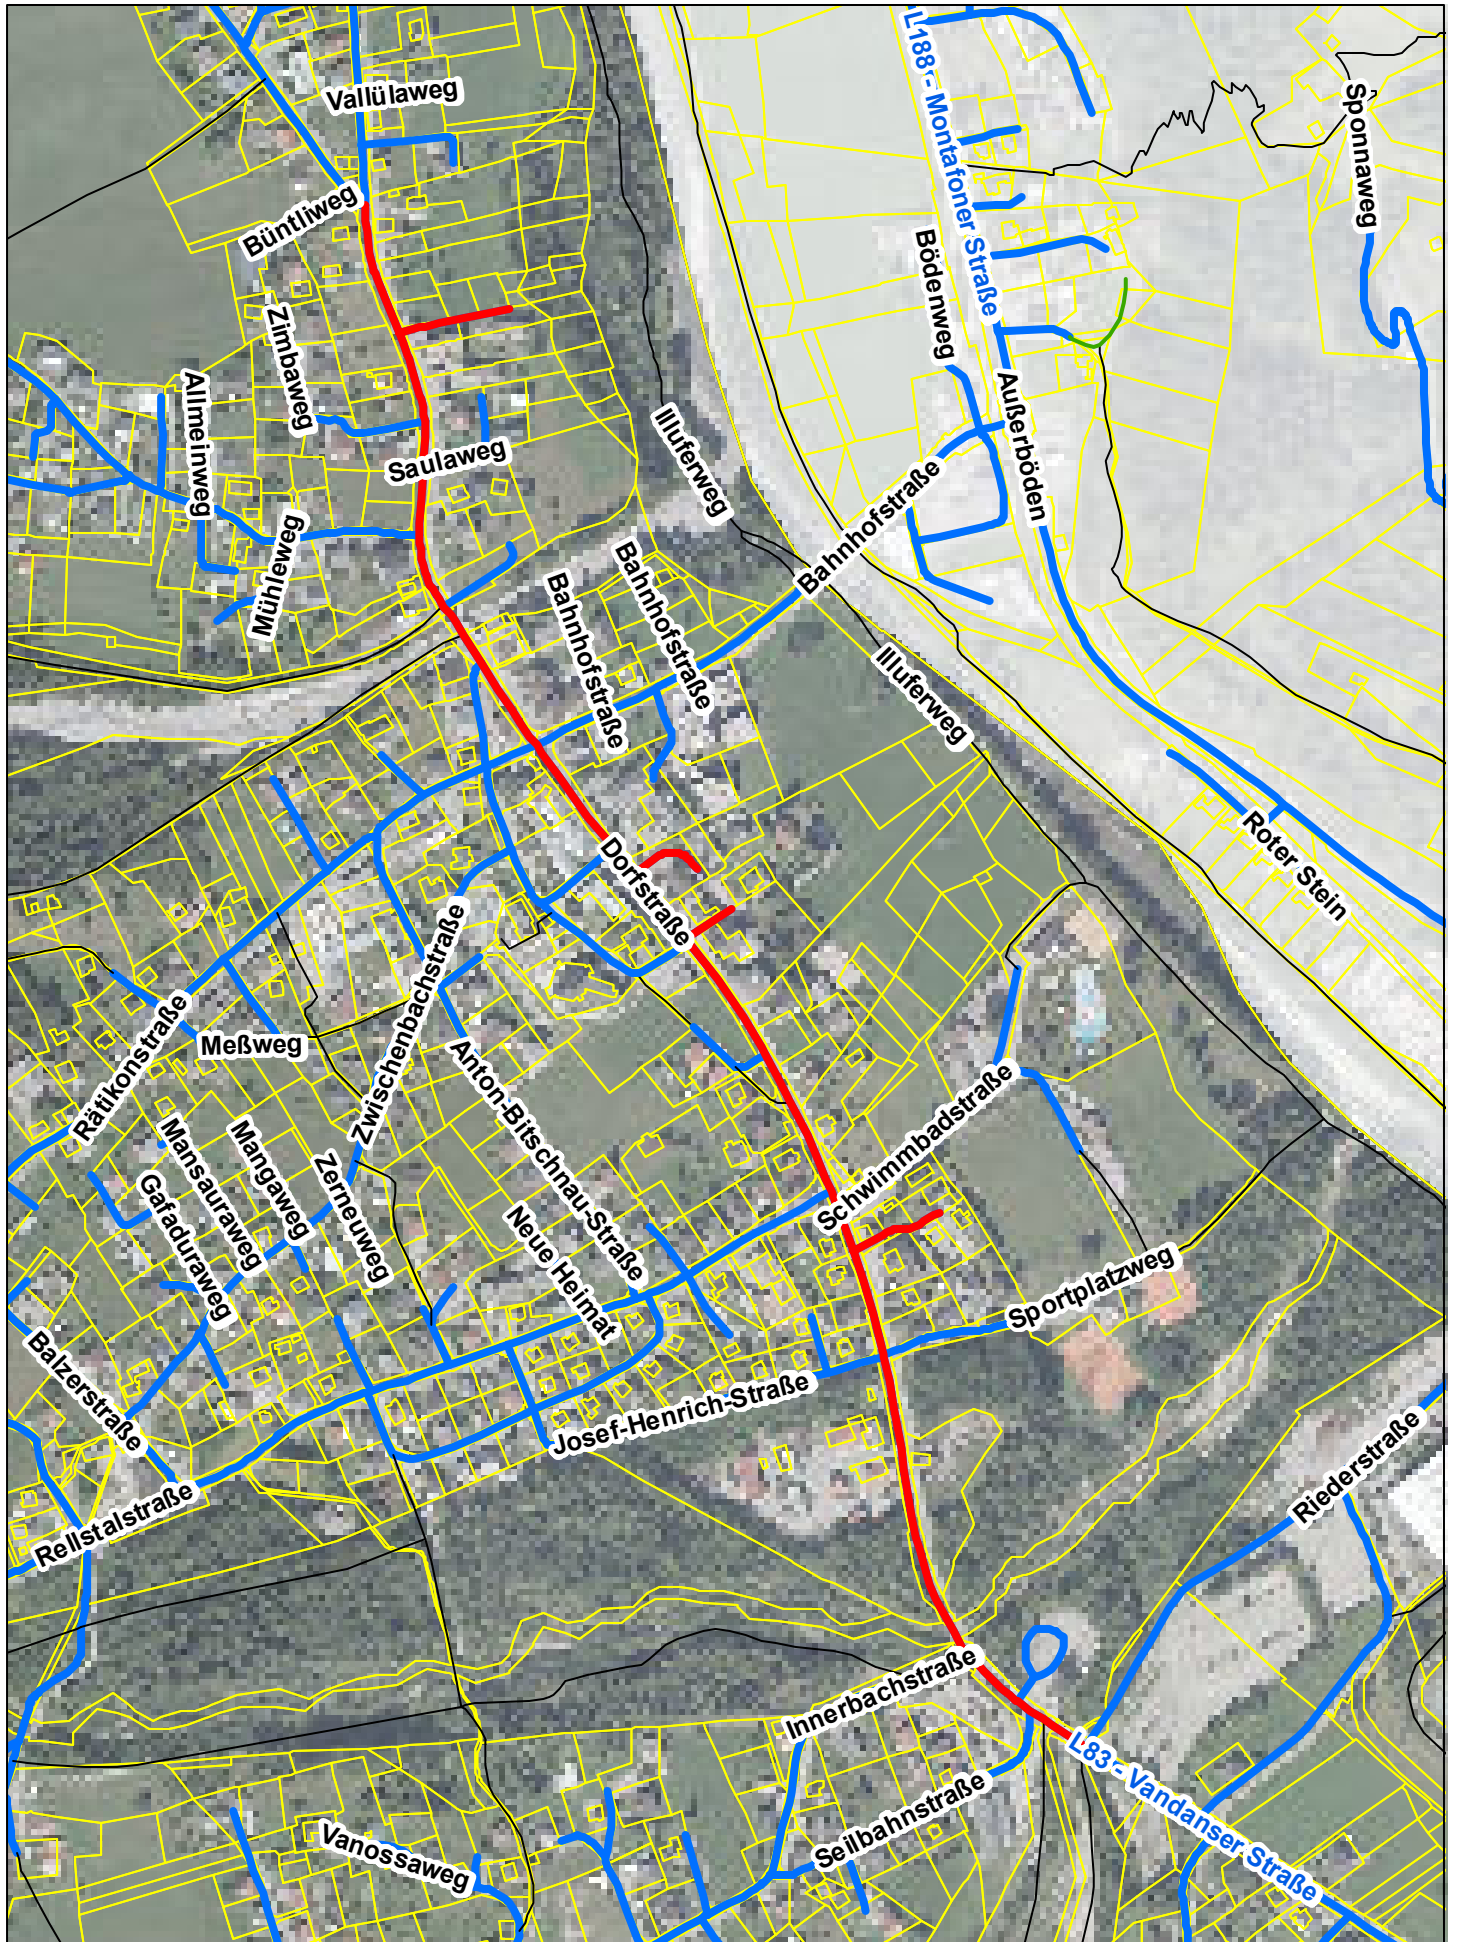 Vallülaweg
L188 - Montafoner Straße
Sponnaweg
Büntliweg
Bödenweg
Zimbaweg
Allmeinweg
Außerböden
Saulaweg
Illuferweg
Bahnhofstraße
Mühleweg
Bahnhofstraße
Bahnhofstraße
Illuferweg
Roter Stein
Dorfstraße
Zwischenbachstraße
Rätikonstraße
Meßweg
Anton-Bitschnau-Straße
Schwimmbadstraße
Mansauraweg
Mangaweg
Zerneuweg
Gafaduraweg
Neue Heimat
Sportplatzweg
Balzerstraße
Josef-Henrich-Straße
Riederstraße
Rellstalstraße
Innerbachstraße
L83 - Vandanser Straße
Seilbahnstraße
Vanossaweg